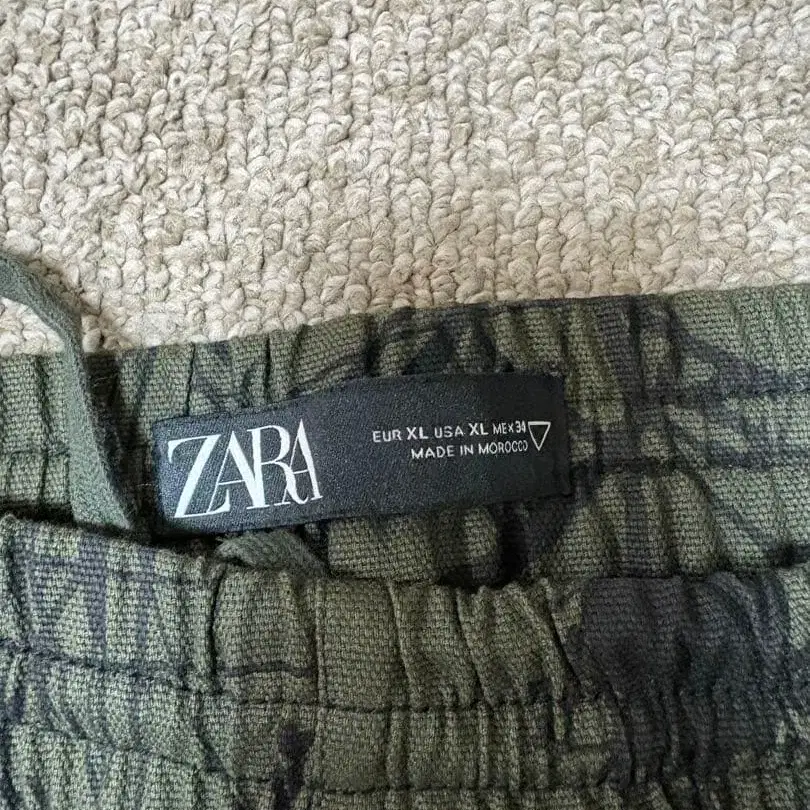 ZARA
EUR XL USA XL MEX 34
MADE IN MOROCCO